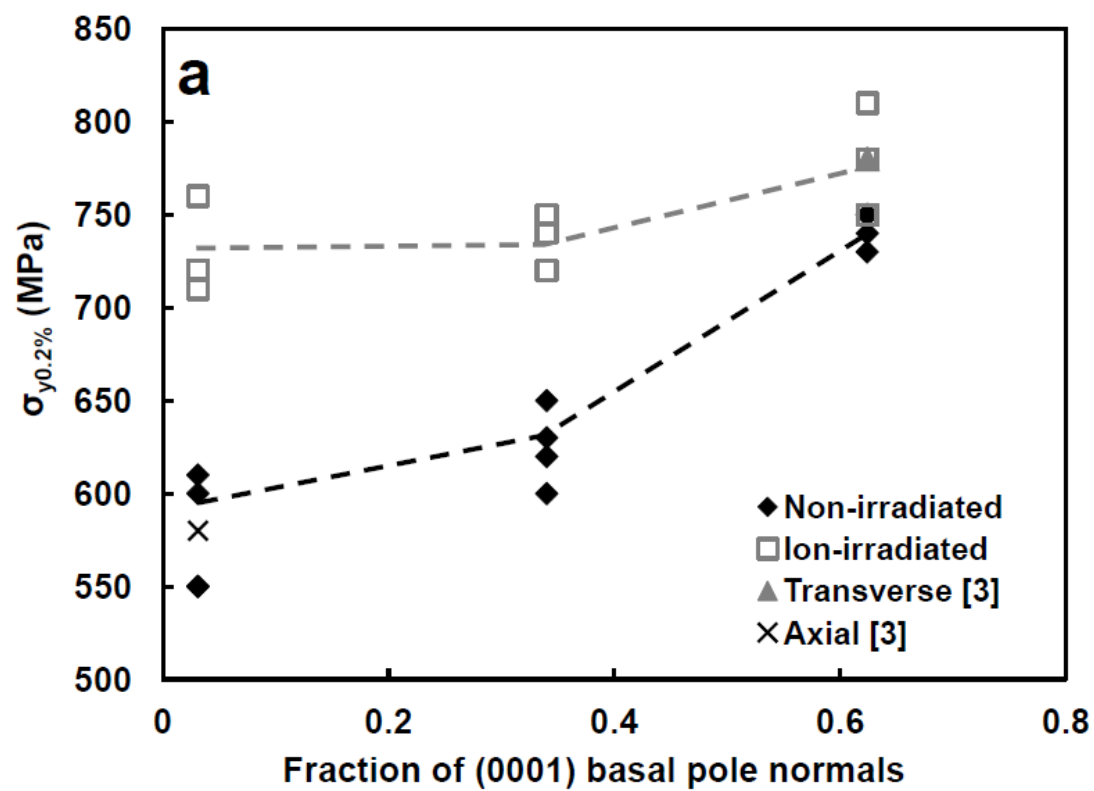 a
850
800
750
700
650
600
550
500
σy0.2% (MPa)
0
0.2
0.4
0.6
0.8
Fraction of (0001) basal pole normals
Non-irradiated
Ion-irradiated
Transverse [3]
Axial [3]